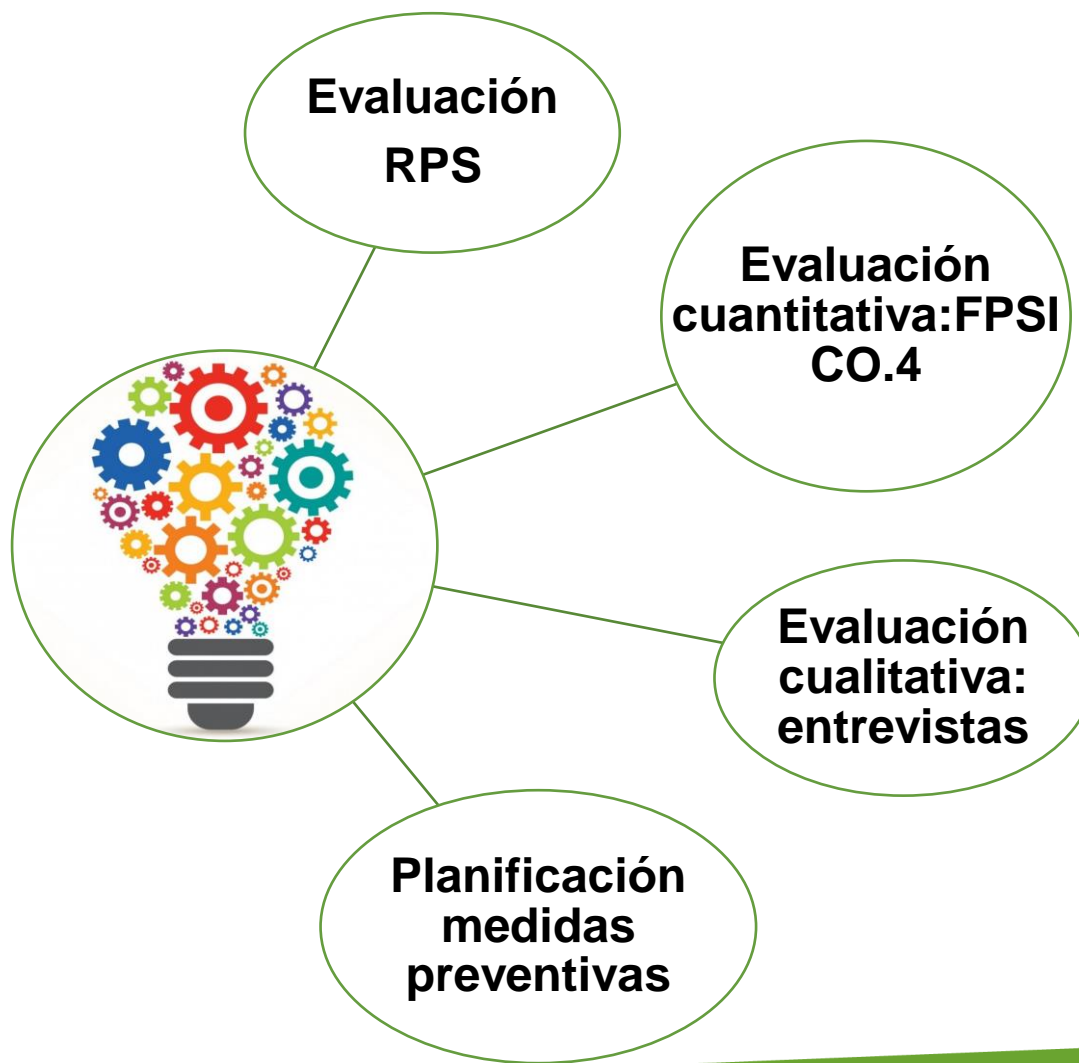 Evaluación
RPS
Evaluación
cuantitativa:FPSI
CO.4
Evaluación
cualitativa:
entrevistas
Planificación
medidas
preventivas